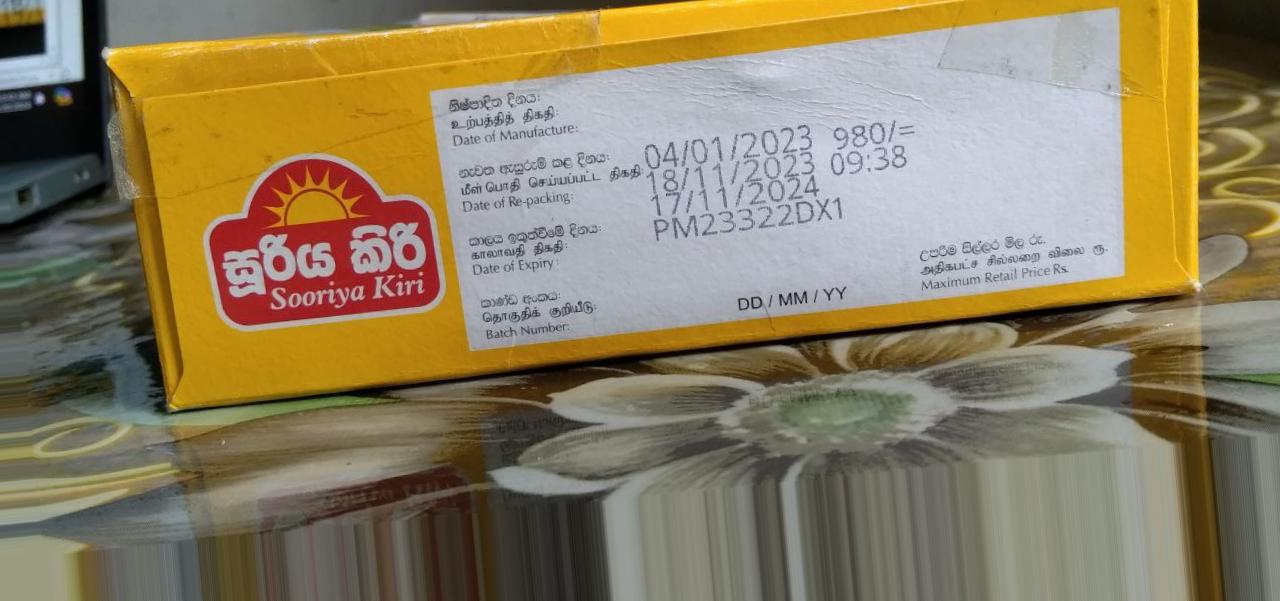 සූරිය කිරි
Sooriya Kiri
නිෂ්පාදිත දිනය:
உற்பத்தித் திகதி:
Date of Manufacture:
නැවත ඇසුරුම් කළ දිනය:
மீள் பொதி செய்யப்பட்ட திகதி:
Date of Re-packing:
කාලය ඉකුත්වීමේ දිනය:
காலாவதி திகதி:
Date of Expiry:
කාණ්ඩ අංකය:
தொகுதிக் குறியீடு:
Batch Number:
04/01/2023 980/=
18/11/2023 09:38
17/11/2024
PM23322DX1
DD / MM / YY
උපරිම සිල්ලර මිල රු.
அதிகபட்ச சில்லறை விலை ரூ.
Maximum Retail Price Rs.